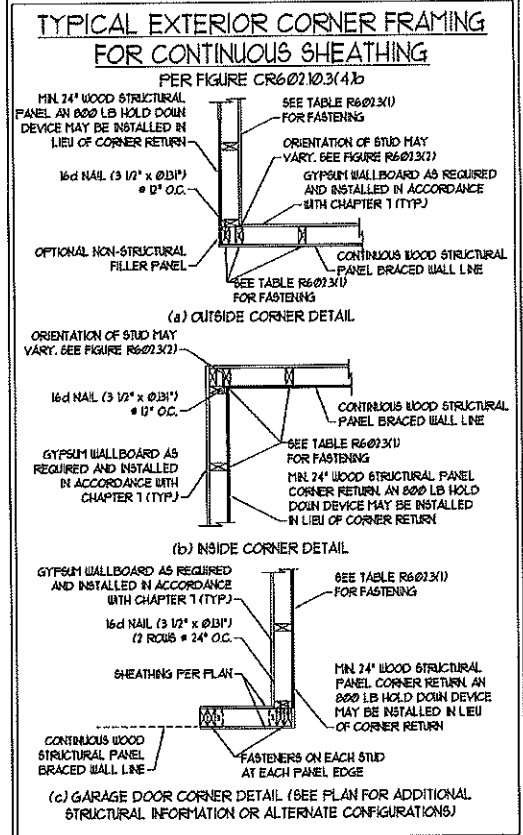 TYPICAL EXTERIOR CORNER FRAMING
FOR CONTINUOUS SHEATHING
PER FIGURE CR602.10.3(4)b
MIN. 24" WOOD STRUCTURAL
PANEL AN 800 LB HOLD DOWN
DEVICE MAY BE INSTALLED IN
LIEU OF CORNER RETURN
16d NAIL (3 1/2" x Ø.131")
@ 12" O.C.
OPTIONAL NON-STRUCTURAL
FILLER PANEL
SEE TABLE R602.3(1)
FOR FASTENING
ORIENTATION OF STUD MAY
VARY. SEE FIGURE R602.3(2)
GYPSUM WALLBOARD AS REQUIRED
AND INSTALLED IN ACCORDANCE
WITH CHAPTER 7 (TYP.)
CONTINUOUS WOOD STRUCTURAL
PANEL BRACED WALL LINE
SEE TABLE R602.3(1)
FOR FASTENING
(a) OUTSIDE CORNER DETAIL
ORIENTATION OF STUD MAY
VARY. SEE FIGURE R602.3(2)
16d NAIL (3 1/2" x Ø.131")
@ 12" O.C.
GYPSUM WALLBOARD AS
REQUIRED AND INSTALLED
IN ACCORDANCE WITH
CHAPTER 7 (TYP.)
CONTINUOUS WOOD STRUCTURAL
PANEL BRACED WALL LINE
SEE TABLE R602.3(1)
FOR FASTENING
MIN. 24" WOOD STRUCTURAL PANEL
CORNER RETURN. AN 800 LB HOLD
DOWN DEVICE MAY BE INSTALLED
IN LIEU OF CORNER RETURN
(b) INSIDE CORNER DETAIL
GYPSUM WALLBOARD AS REQUIRED
AND INSTALLED IN ACCORDANCE
WITH CHAPTER 7 (TYP.)
16d NAIL (3 1/2" x Ø.131")
(2 ROWS @ 24" O.C.
SHEATHING PER PLAN
CONTINUOUS WOOD
STRUCTURAL PANEL
BRACED WALL LINE
SEE TABLE R602.3(1)
FOR FASTENING
MIN. 24" WOOD STRUCTURAL
PANEL CORNER RETURN. AN
800 LB HOLD DOWN DEVICE
MAY BE INSTALLED IN LIEU
OF CORNER RETURN
FASTENERS ON EACH STUD
AT EACH PANEL EDGE
(c) GARAGE DOOR CORNER DETAIL (SEE PLAN FOR ADDITIONAL
STRUCTURAL INFORMATION OR ALTERNATE CONFIGURATIONS)